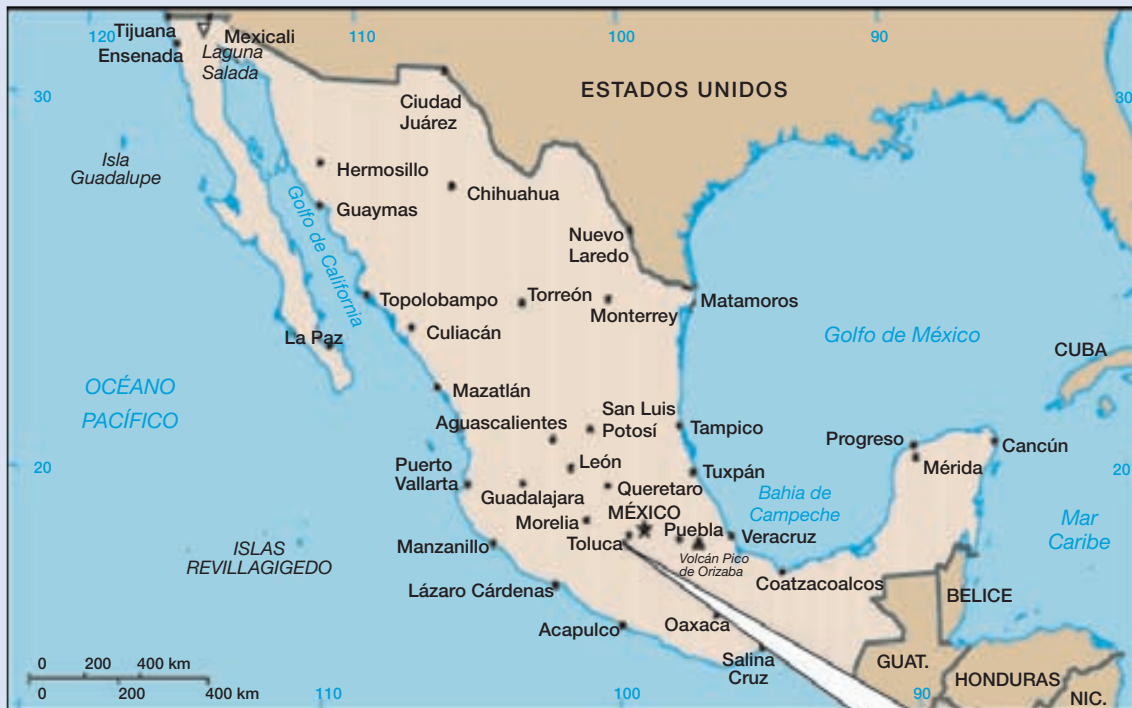 120
110
100
90
Tijuana
Mexicali
Ensenada
Laguna
Salada
ESTADOS UNIDOS
30
30
Ciudad
Juárez
Isla
Guadalupe
Hermosillo
Chihuahua
Golfo de California
Guaymas
Nuevo
Laredo
Topolobampo
Torreón
Monterrey
Matamoros
Culiacán
La Paz
Golfo de México
CUBA
OCÉANO
PACÍFICO
Mazatlán
Aguascalientes
San Luis
Potosí
Tampico
Progreso
Cancún
Mérida
20
20
Puerto
Vallarta
León
Guadalajara
Queretaro
Tuxpán
Bahia de
Campeche
MÉXICO
Morelia
Puebla
Toluca
Veracruz
Mar
Caribe
Manzanillo
ISLAS
REVILLAGIGEDO
Volcán Pico
de Orizaba
Coatzacoalcos
BELICE
Lázaro Cárdenas
Acapulco
Oaxaca
Salina
Cruz
GUAT.
HONDURAS
NIC.
0 200 400 km
0 200 400 km
110
100
90